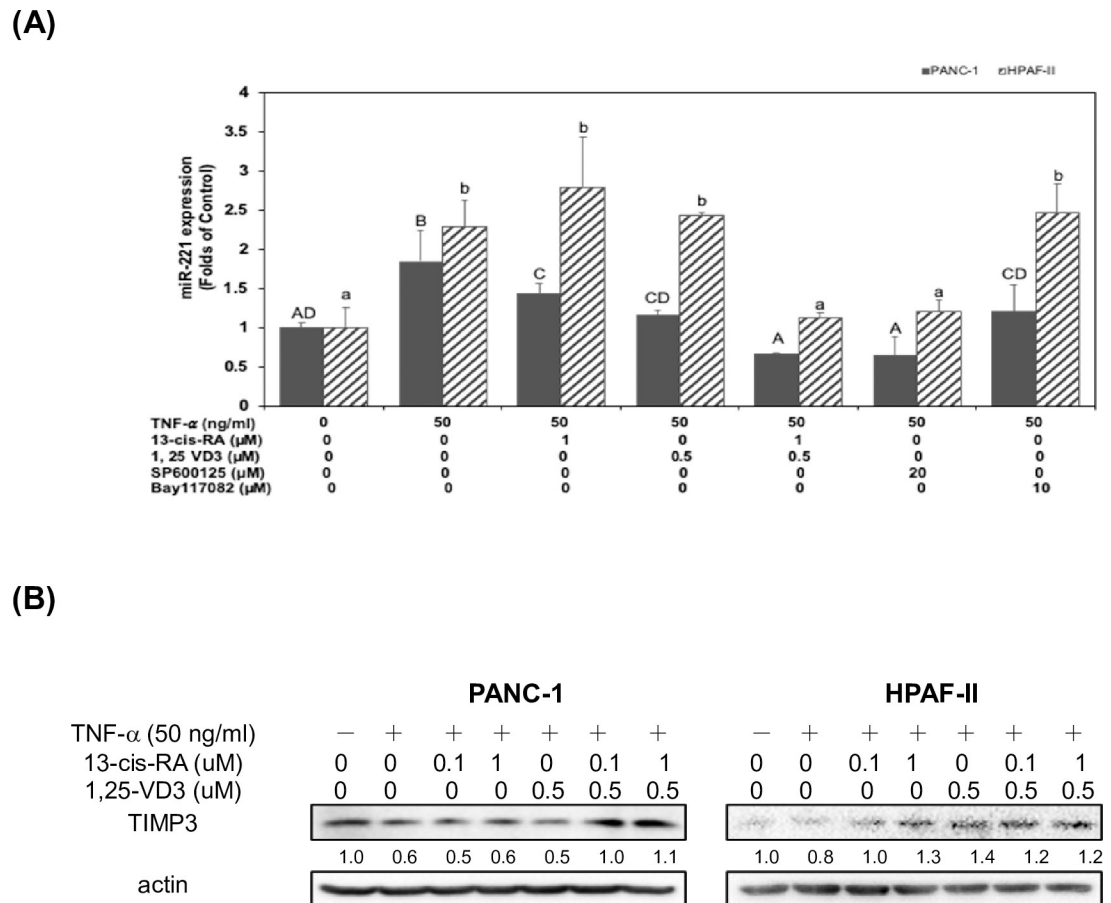 (A)
PANC-1 HPAF-II
4
3.5
3
2.5
2
1.5
1
0.5
0
miR-221 expression
(Folds of Control)
AD a B b C b CD b A a A a CD b
TNF-α (ng/ml) 0 50 50 50 50 50 50
13-cis-RA (µM) 0 0 1 0 1 0 0
1, 25 VD3 (µM) 0 0 0 0.5 0.5 0 0
SP600125 (µM) 0 0 0 0 0 20 0
Bay117082 (µM) 0 0 0 0 0 0 10
(B)
PANC-1 HPAF-II
TNF-α (50 ng/ml) − + + + + + + − + + + + + +
13-cis-RA (uM) 0 0 0.1 1 0 0.1 1 0 0 0.1 1 0 0.1 1
1,25-VD3 (uM) 0 0 0 0 0.5 0.5 0.5 0 0 0 0 0.5 0.5 0.5
TIMP3
1.0 0.6 0.5 0.6 0.5 1.0 1.1 1.0 0.8 1.0 1.3 1.4 1.2 1.2
actin